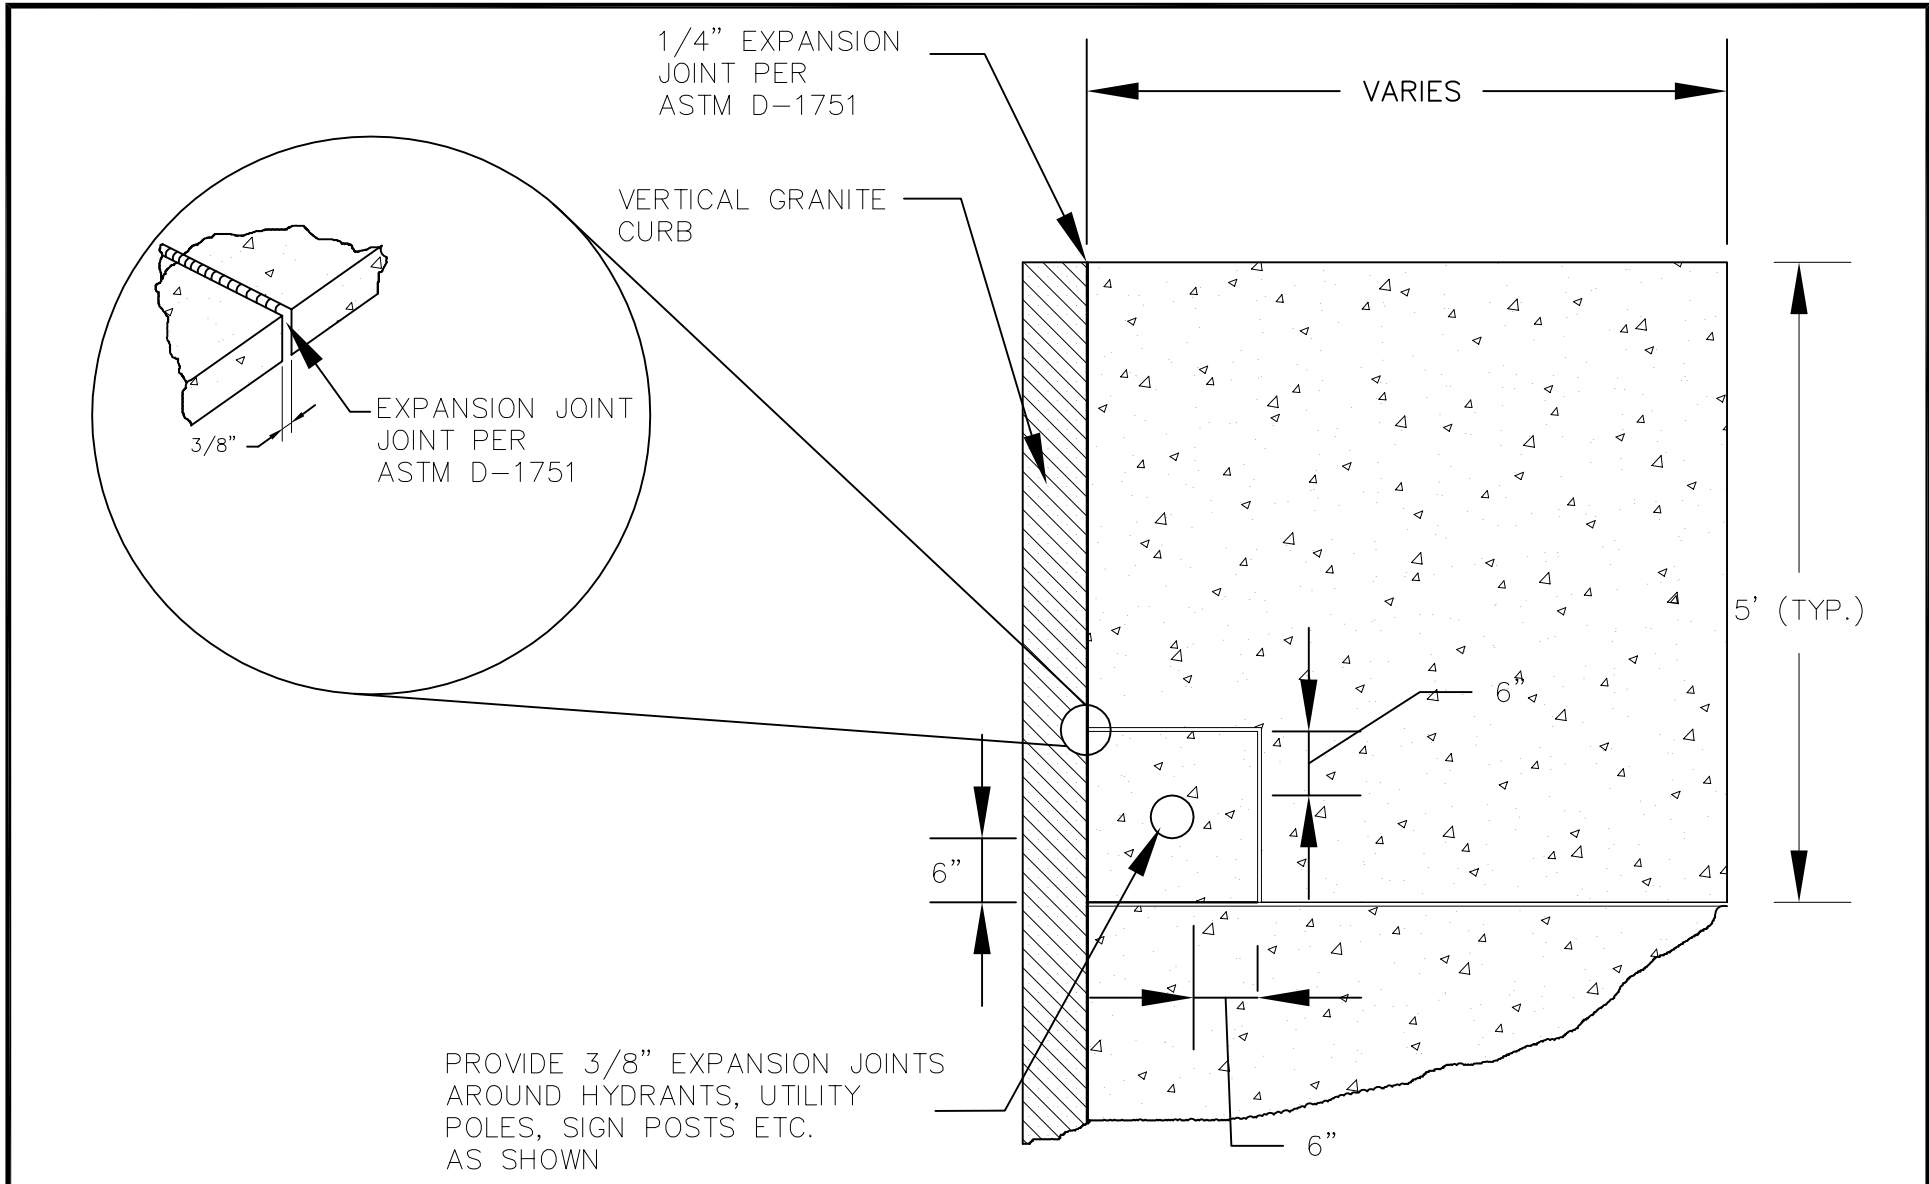 1/4” EXPANSION
JOINT PER
ASTM D-1751
VARIES
VERTICAL GRANITE
CURB
EXPANSION JOINT
JOINT PER
ASTM D-1751
3/8”
5’ (TYP.)
6”
6”
PROVIDE 3/8” EXPANSION JOINTS
AROUND HYDRANTS, UTILITY
POLES, SIGN POSTS ETC.
AS SHOWN
6”